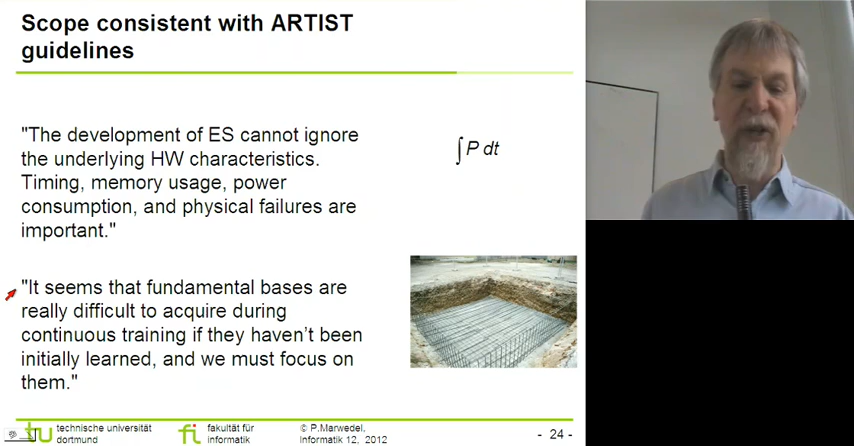 Scope consistent with ARTIST
guidelines
"The development of ES cannot ignore
the underlying HW characteristics.
Timing, memory usage, power
consumption, and physical failures are
important."
∫P dt
"It seems that fundamental bases are
really difficult to acquire during
continuous training if they haven't been
initially learned, and we must focus on
them."
tu
technische universität
dortmund
fi
fakultät für
informatik
© P.Marwedel,
Informatik 12, 2012
- 24 -